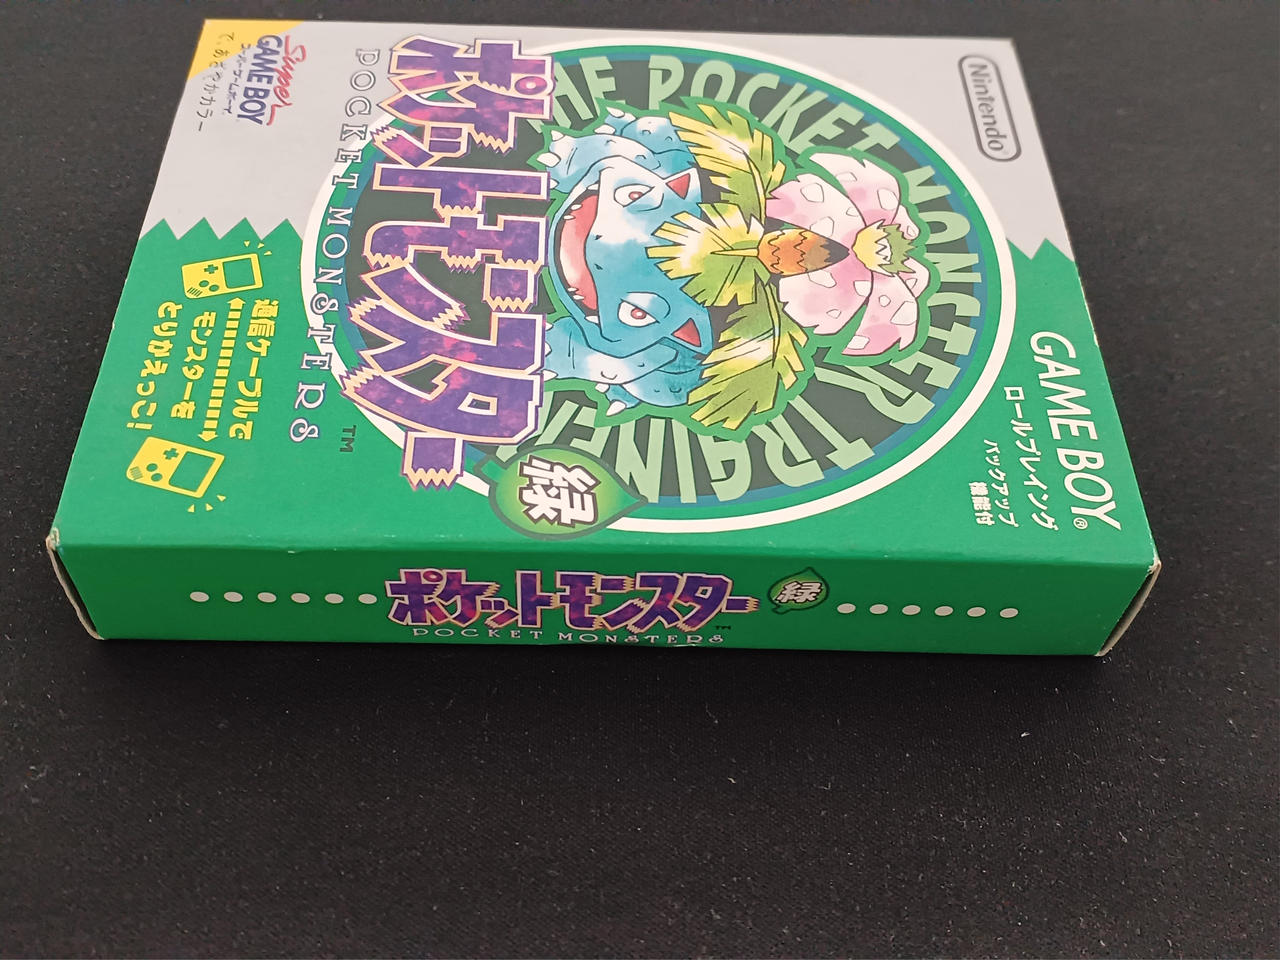 Nintendo
GAME BOY®
ロールプレイング
バックアップ
機能付
THE POCKET MONSTER TRAINER
ポケットモンスター
POCKET MONSTERS
TM
緑
Super
GAME BOY
スーパーゲームボーイ
で、あざやかカラー
通信ケーブルで
モンスターを
とりかえっこ!
ポケットモンスター
TM
POCKET MONSTERS
緑